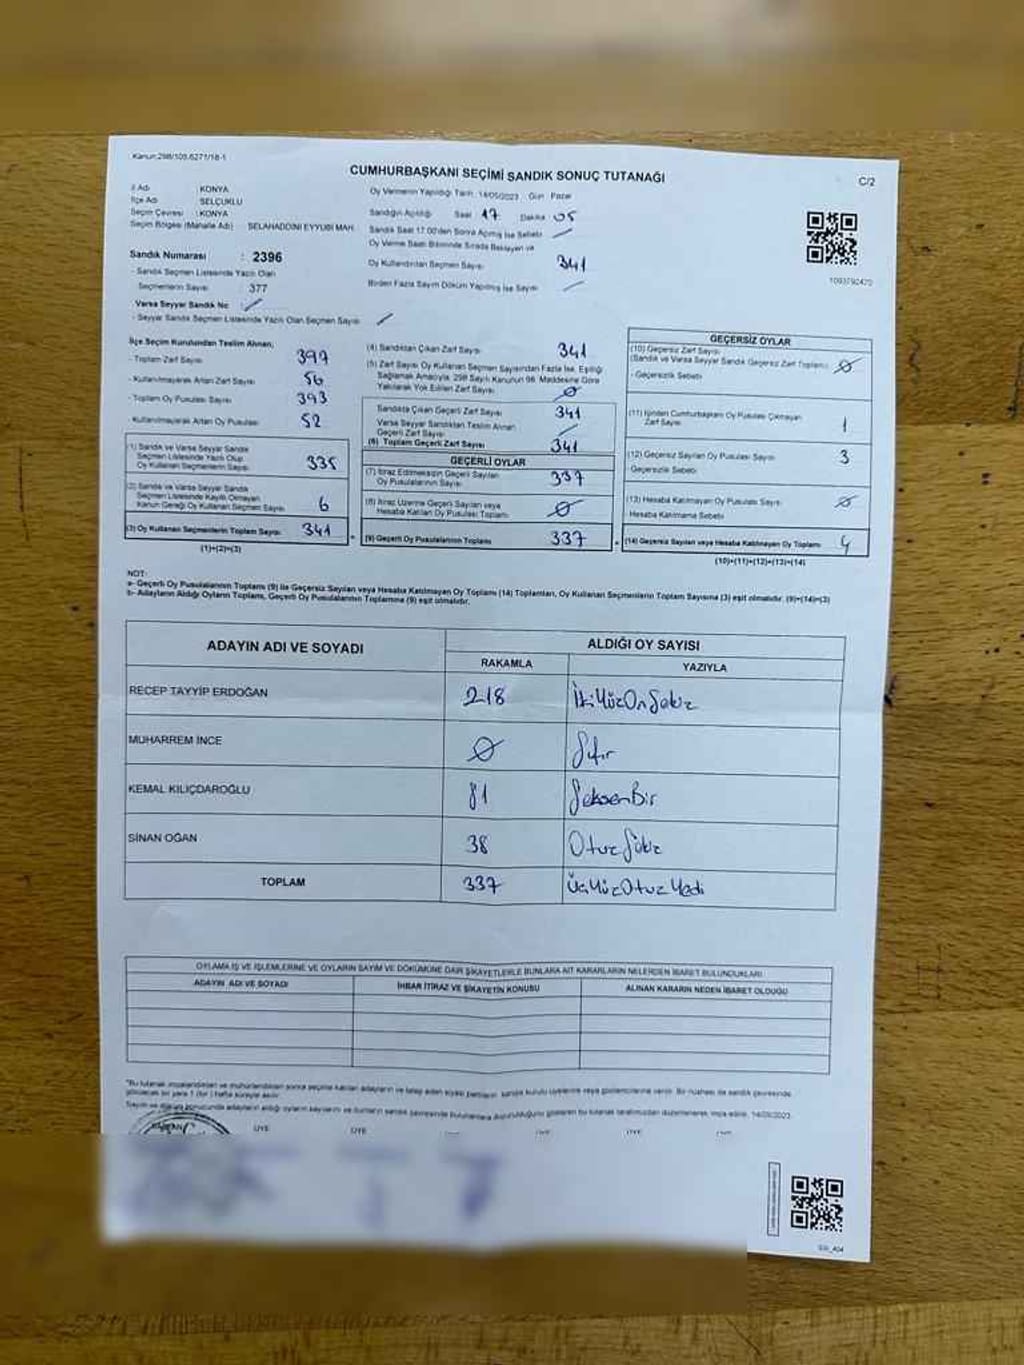 Kanun:298/105,6271/18-1
CUMHURBAŞKANI SEÇİMİ SANDIK SONUÇ TUTANAĞI
C/2
İl Adı : KONYA
İlçe Adı : SELÇUKLU
Seçim Çevresi : KONYA
Seçim Bölgesi (Mahalle Adı) SELAHADDİNİ EYYUBİ MAH.
Sandık Numarası : 2396
- Sandık Seçmen Listesinde Yazılı Olan
Seçmenlerin Sayısı : 377
Varsa Seyyar Sandık No :
- Seyyar Sandık Seçmen Listesinde Yazılı Olan Seçmen Sayısı
Oy Vermenin Yapıldığı Tarih: 14/05/2023 Gün Pazar
Sandığın Açıldığı Saat 17 Dakika 05
Sandık Saat 17.00'den Sonra Açılmış İse Sebebi
Oy Verme Saati Bitiminde Sırada Bekleyen ve
Oy Kullandırılan Seçmen Sayısı 341
Birden Fazla Sayım Döküm Yapılmış İse Sayısı
1093792470
İlçe Seçim Kurulundan Teslim Alınan;
- Toplam Zarf Sayısı 397
- Kullanılmayarak Artan Zarf Sayısı 56
- Toplam Oy Pusulası Sayısı 393
- Kullanılmayarak Artan Oy Pusulası 52
(1) Sandık ve Varsa Seyyar Sandık
Seçmen Listesinde Yazılı Olup
Oy Kullanan Seçmenlerin Sayısı 335
(2) Sandık ve Varsa Seyyar Sandık
Seçmen Listesinde Kayıtlı Olmayan
Kanun Gereği Oy Kullanan Seçmen Sayısı 6
(3) Oy Kullanan Seçmenlerin Toplam Sayısı 341
(1)+(2)=(3)
(4) Sandıktan Çıkan Zarf Sayısı 341
(5) Zarf Sayısı Oy Kullanan Seçmen Sayısından Fazla İse, Eşitliği
Sağlamak Amacıyla, 298 Sayılı Kanunun 98. Maddesine Göre
Yakılarak Yok Edilen Zarf Sayısı 0
Sandıkta Çıkan Geçerli Zarf Sayısı 341
Varsa Seyyar Sandıktan Teslim Alınan
Geçerli Zarf Sayısı
(6) Toplam Geçerli Zarf Sayısı 341
GEÇERLİ OYLAR
(7) İtiraz Edilmeksizin Geçerli Sayılan
Oy Pusulalarının Sayısı 337
(8) İtiraz Üzerine Geçerli Sayılan veya
Hesaba Katılan Oy Pusulası Toplamı 0
(9) Geçerli Oy Pusulalarının Toplamı 337
GEÇERSİZ OYLAR
(10) Geçersiz Zarf Sayısı
(Sandık ve Varsa Seyyar Sandık Geçersiz Zarf Toplamı) 0
- Geçersizlik Sebebi
(11) İçinden Cumhurbaşkanı Oy Pusulası Çıkmayan
Zarf Sayısı 1
(12) Geçersiz Sayılan Oy Pusulası Sayısı 3
- Geçersizlik Sebebi
(13) Hesaba Katılmayan Oy Pusulası Sayısı 0
- Hesaba Katılmama Sebebi
(14) Geçersiz Sayılan veya Hesaba Katılmayan Oy Toplamı 4
(10)+(11)+(12)+(13)=(14)
NOT:
a- Geçerli Oy Pusulalarının Toplamı (9) ile Geçersiz Sayılan veya Hesaba Katılmayan Oy Toplamı (14) Toplamları, Oy Kullanan Seçmenlerin Toplam Sayısına (3) eşit olmalıdır. (9)+(14)=(3)
b- Adayların Aldığı Oyların Toplamı, Geçerli Oy Pusulalarının Toplamına (9) eşit olmalıdır.
ADAYIN ADI VE SOYADI ALDIĞI OY SAYISI
RAKAMLA YAZIYLA
RECEP TAYYİP ERDOĞAN 218 İkiYüzOnSekiz
MUHARREM İNCE 0 Sıfır
KEMAL KILIÇDAROĞLU 81 SeksenBir
SİNAN OĞAN 38 OtuzSekiz
TOPLAM 337 ÜçYüzOtuzYedi
OYLAMA İŞ VE İŞLEMLERİNE VE OYLARIN SAYIM VE DÖKÜMÜNE DAİR ŞİKAYETLERLE BUNLARA AİT KARARLARIN NELERDEN İBARET BULUNDUKLARI
ADAYIN ADI VE SOYADI İHBAR İTİRAZ VE ŞİKAYETİN KONUSU ALINAN KARARIN NEDEN İBARET OLDUĞU
ÜYE ÜYE ÜYE ÜYE